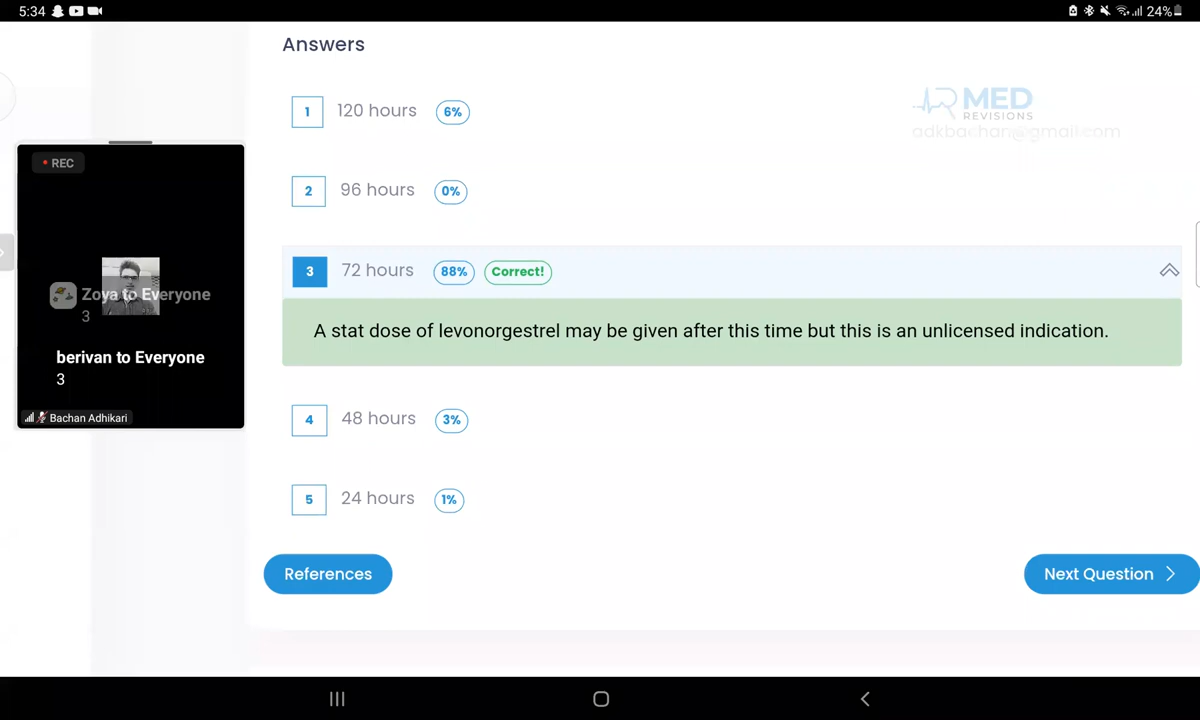 5:34
24%
Answers
1 120 hours 6%
MED
REVISIONS
adkbachan@gmail.com
REC
2 96 hours 0%
3 72 hours 88% Correct!
Zoya to Everyone
3
A stat dose of levonorgestrel may be given after this time but this is an unlicensed indication.
berivan to Everyone
3
Bachan Adhikari
4 48 hours 3%
5 24 hours 1%
References
Next Question